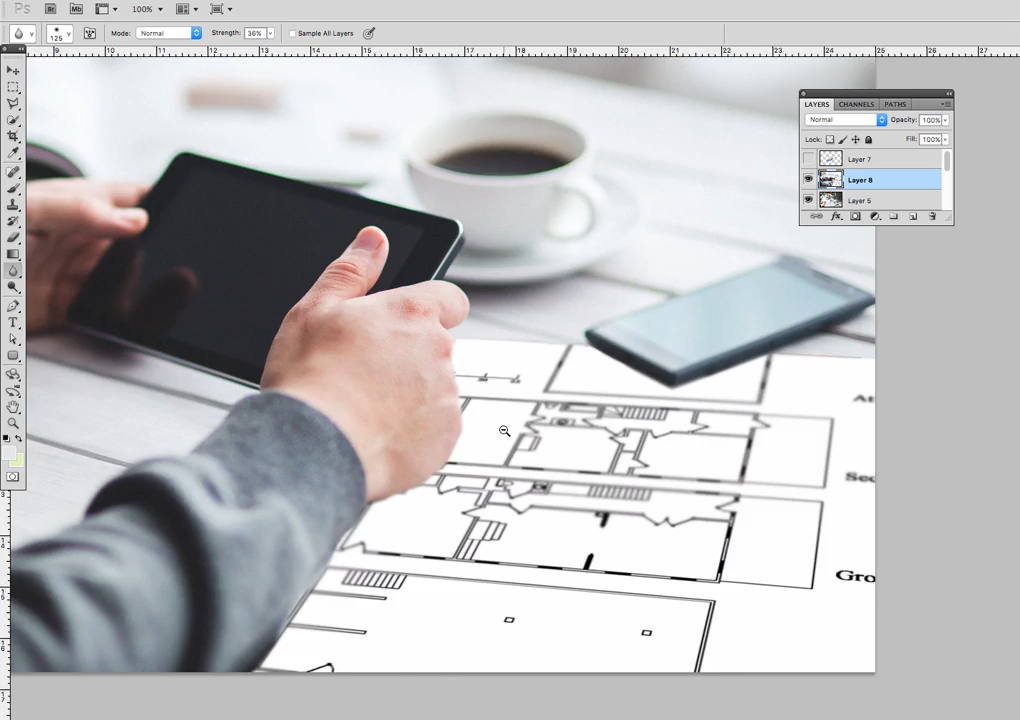 Ps Br Mb 100%
125 Mode: Normal Strength: 36% Sample All Layers
9 10 11 12 13 14 15 16 17 18 19 20 21 22 23 24 25 26 27
LAYERS CHANNELS PATHS
Normal Opacity: 100%
Lock: Fill: 100%
Layer 7
Layer 8
Layer 5
fx
T
Sec
Gro